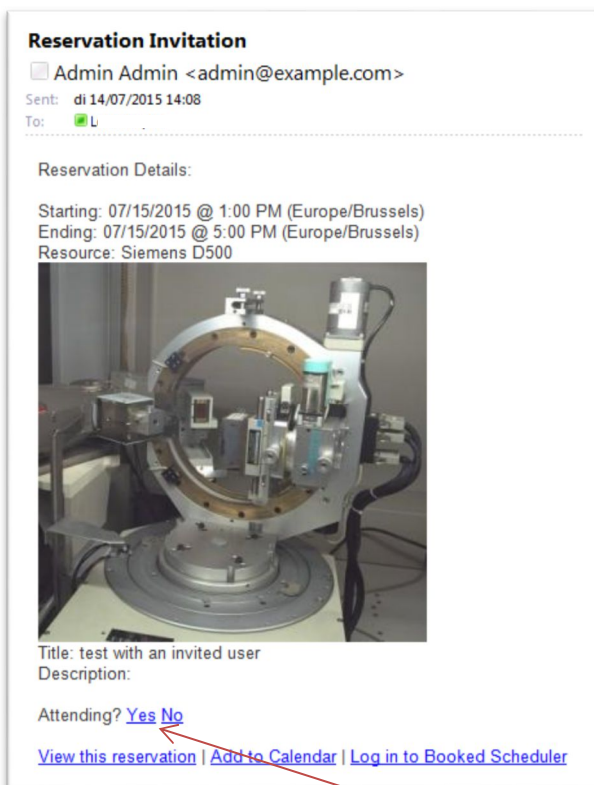 Reservation Invitation
Admin Admin <admin@example.com>
Sent: di 14/07/2015 14:08
To:
Reservation Details:
Starting: 07/15/2015 @ 1:00 PM (Europe/Brussels)
Ending: 07/15/2015 @ 5:00 PM (Europe/Brussels)
Resource: Siemens D500
Title: test with an invited user
Description:
Attending? Yes No
View this reservation | Add to Calendar | Log in to Booked Scheduler